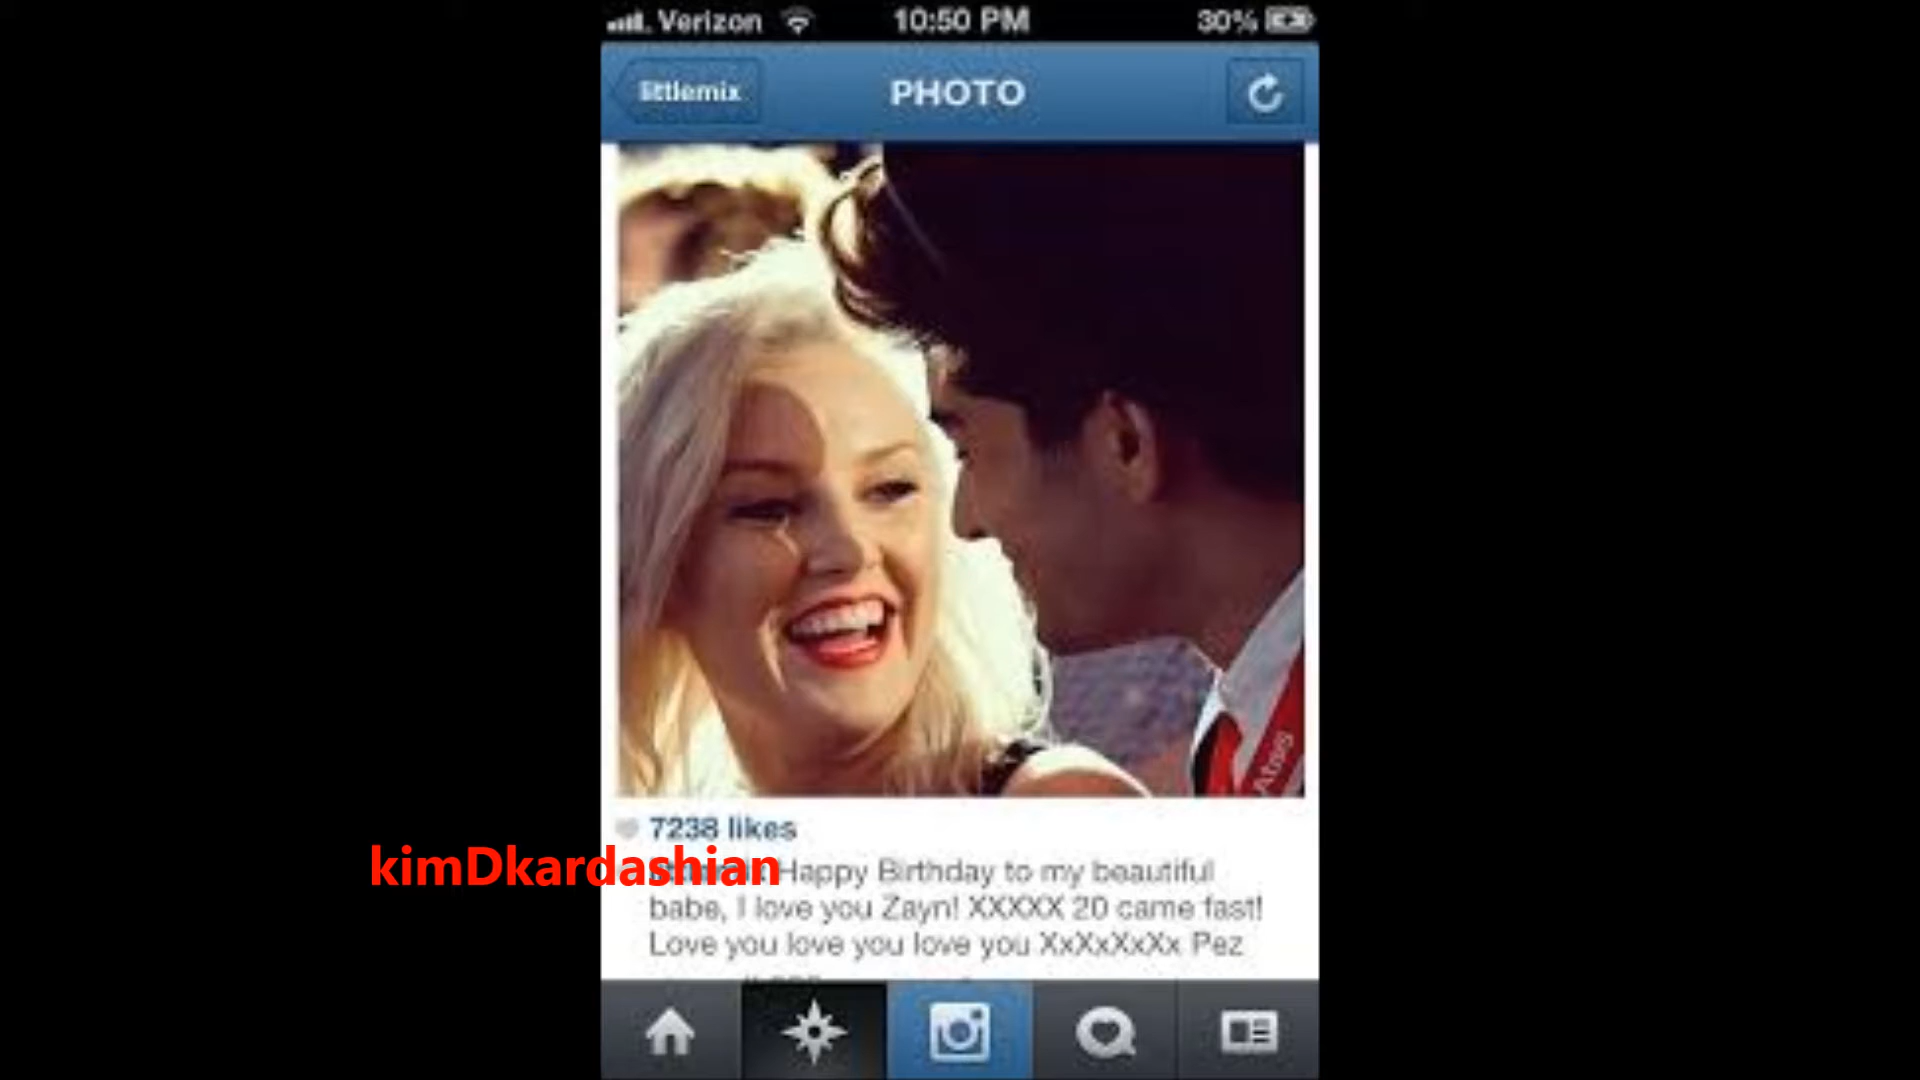 Verizon 10:50 PM 30%
littlemix PHOTO
7238 likes
kimDkardashian Happy Birthday to my beautiful
babe, I love you Zayn! XXXXX 20 came fast!
Love you love you love you XxXxXxXx Pez